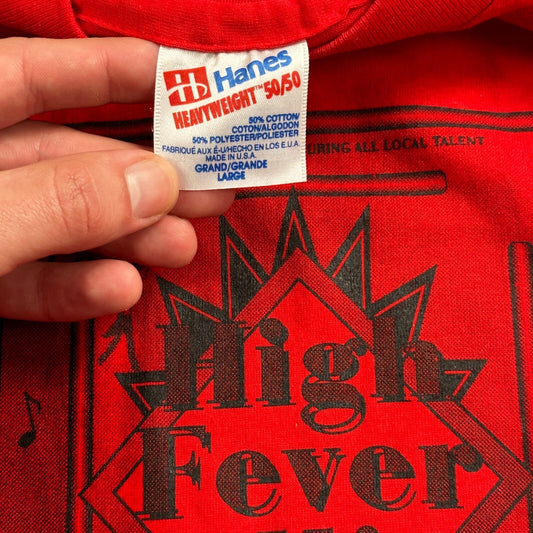 Hanes
HEAVYWEIGHT™ 50/50
50% COTTON/
COTON/ALGODON
50% POLYESTER/POLIESTER
FABRIQUÉ AUX É-U/HECHO EN LOS E.U.A.
MADE IN U.S.A.
GRAND/GRANDE
LARGE
URING ALL LOCAL TALENT
High
Fever